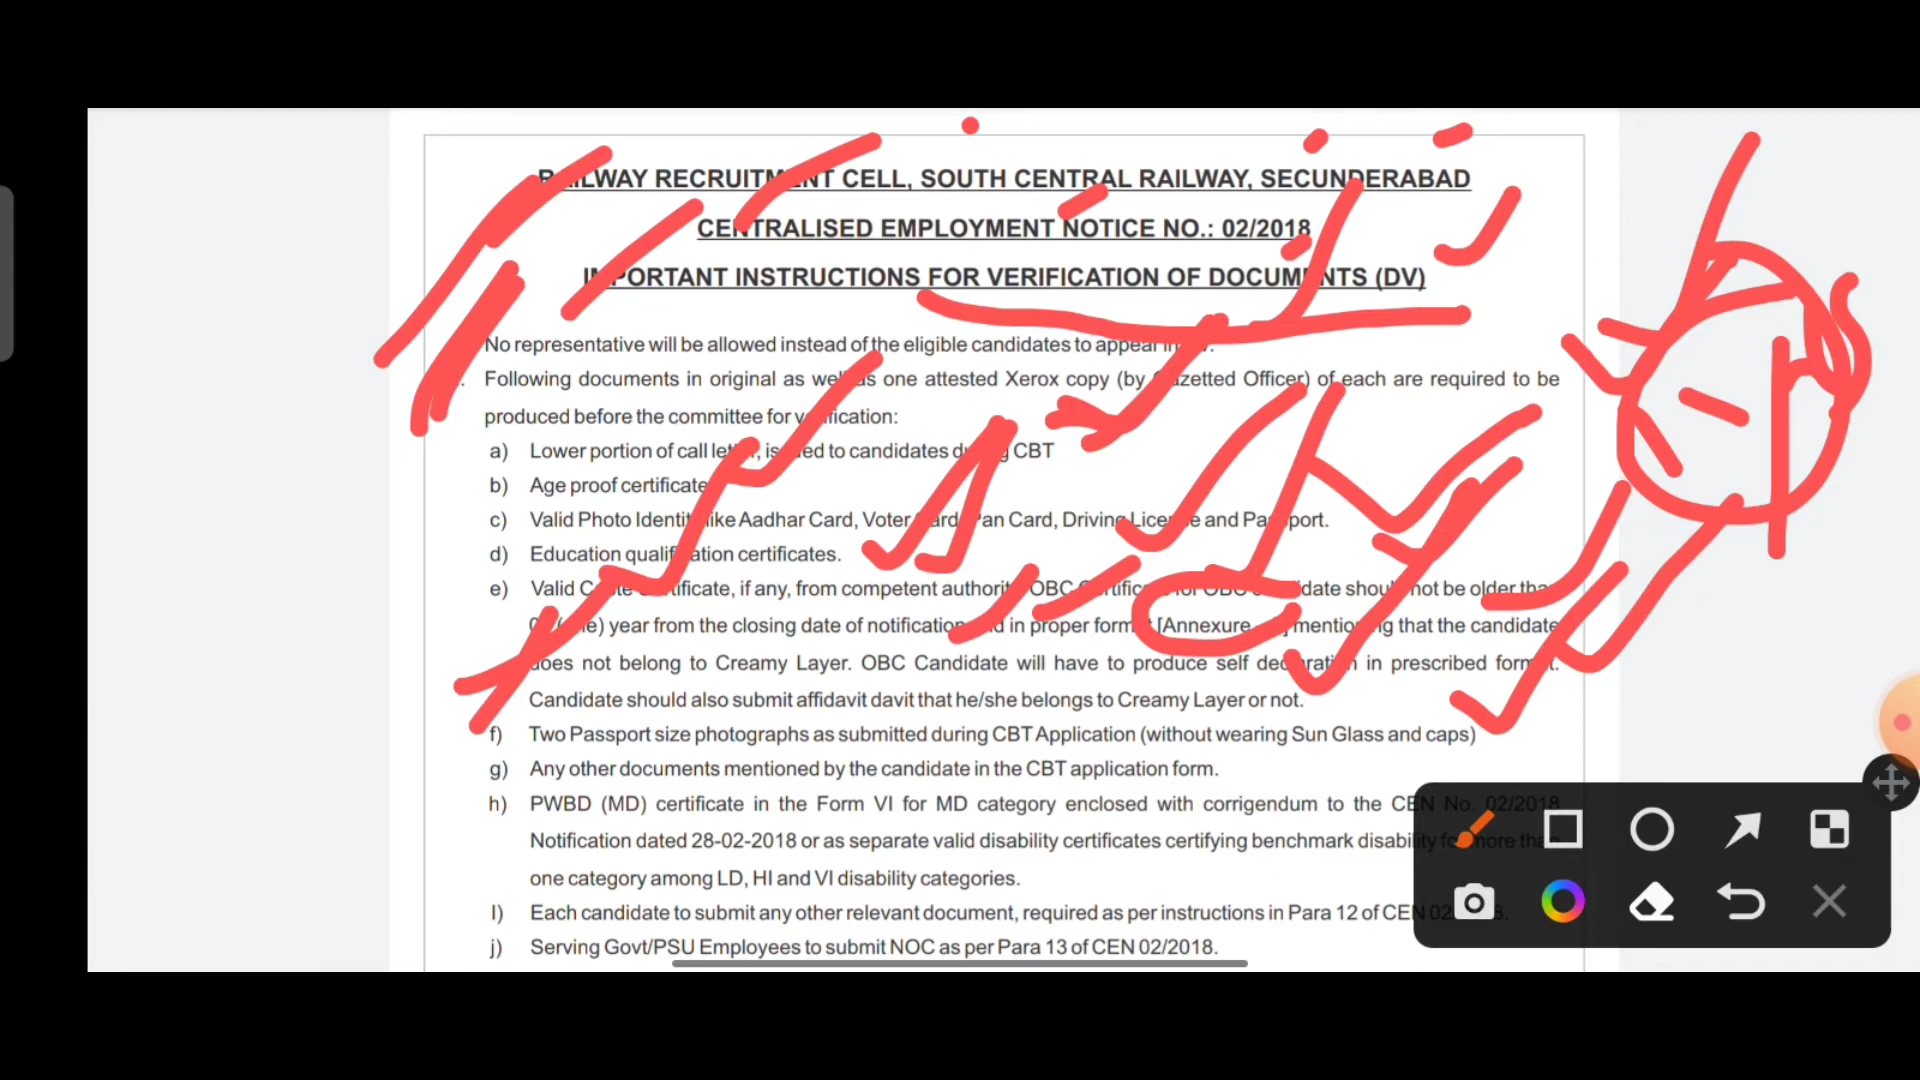 RAILWAY RECRUITMENT CELL, SOUTH CENTRAL RAILWAY, SECUNDERABAD
CENTRALISED EMPLOYMENT NOTICE NO.: 02/2018
IMPORTANT INSTRUCTIONS FOR VERIFICATION OF DOCUMENTS (DV)
No representative will be allowed instead of the eligible candidates to appear in
Following documents in original as well as one attested Xerox copy (by Gazetted Officer) of each are required to be
produced before the committee for verification:
a) Lower portion of call letter, issued to candidates during CBT
b) Age proof certificate
c) Valid Photo Identity like Aadhar Card, Voter Card, Pan Card, Driving License and Passport.
d) Education qualification certificates.
e) Valid Caste Certificate, if any, from competent authority. OBC Certificate for OBC candidate should not be older than
(one) year from the closing date of notification and in proper format [Annexure mentioning that the candidate
does not belong to Creamy Layer. OBC Candidate will have to produce self declaration in prescribed format.
Candidate should also submit affidavit davit that he/she belongs to Creamy Layer or not.
f) Two Passport size photographs as submitted during CBT Application (without wearing Sun Glass and caps)
g) Any other documents mentioned by the candidate in the CBT application form.
h) PWBD (MD) certificate in the Form VI for MD category enclosed with corrigendum to the CEN No. 02/2018
Notification dated 28-02-2018 or as separate valid disability certificates certifying benchmark disability for more than
one category among LD, HI and VI disability categories.
I) Each candidate to submit any other relevant document, required as per instructions in Para 12 of CEN 02/2018.
j) Serving Govt/PSU Employees to submit NOC as per Para 13 of CEN 02/2018.